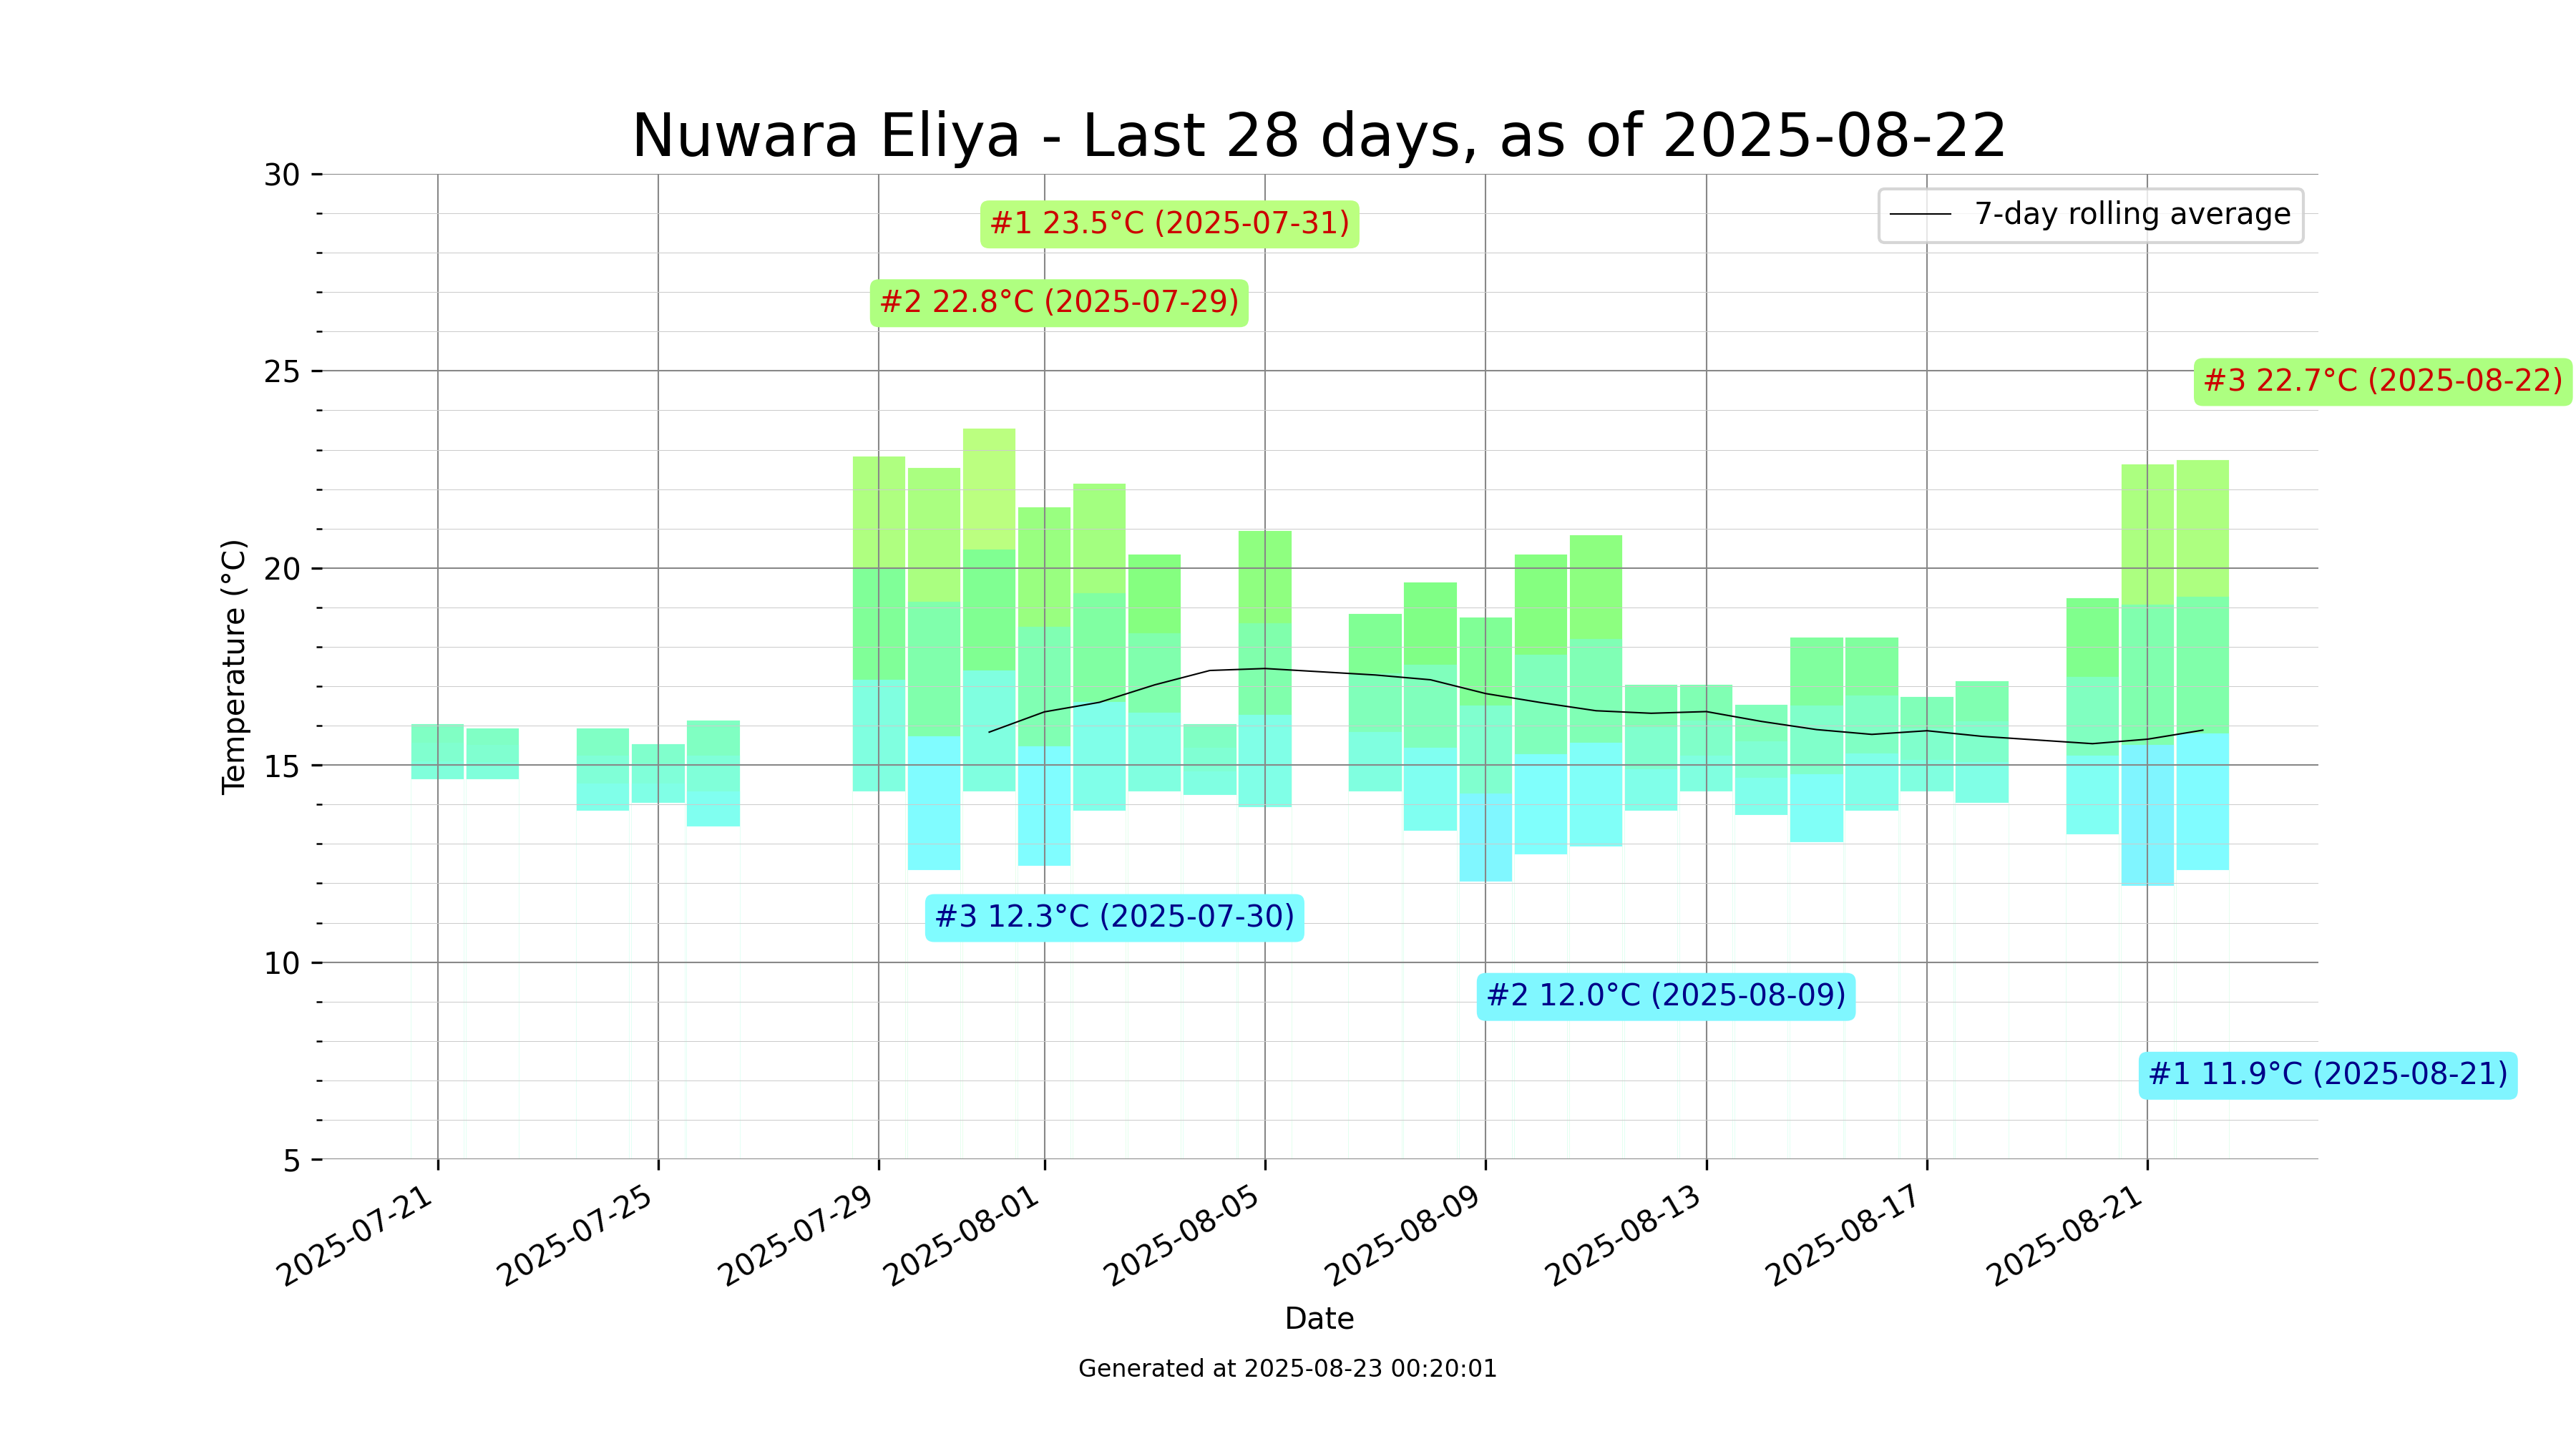 Nuwara Eliya - Last 28 days, as of 2025-08-22
30
#1 23.5°C (2025-07-31)
7-day rolling average
#2 22.8°C (2025-07-29)
25
#3 22.7°C (2025-08-22)
20
Temperature (°C)
15
#3 12.3°C (2025-07-30)
10
#2 12.0°C (2025-08-09)
#1 11.9°C (2025-08-21)
5
2025-07-21
2025-07-25
2025-07-29
2025-08-01
2025-08-05
2025-08-09
2025-08-13
2025-08-17
2025-08-21
Date
Generated at 2025-08-23 00:20:01